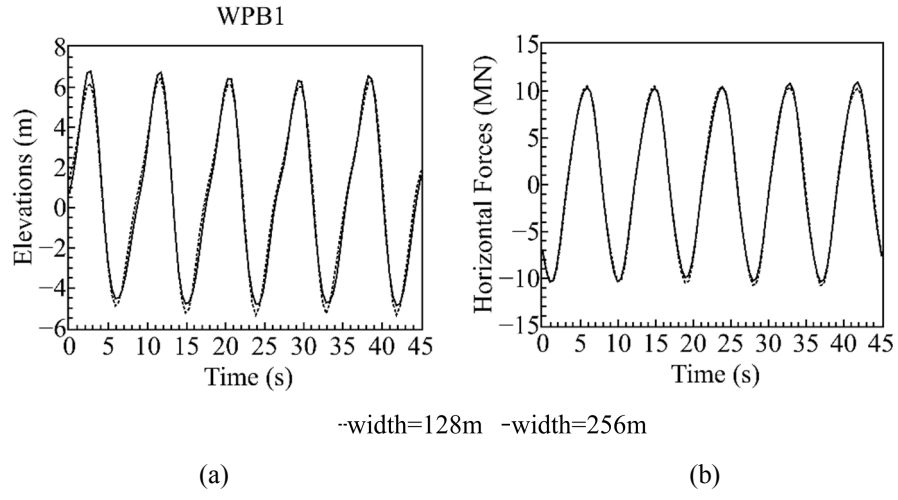 WPB1
8
6
4
2
0
−2
−4
−6
Elevations (m)
0 5 10 15 20 25 30 35 40 45
Time (s)
15
10
5
0
−5
−10
−15
Horizontal Forces (MN)
0 5 10 15 20 25 30 35 40 45
Time (s)
width=128m width=256m
(a) (b)